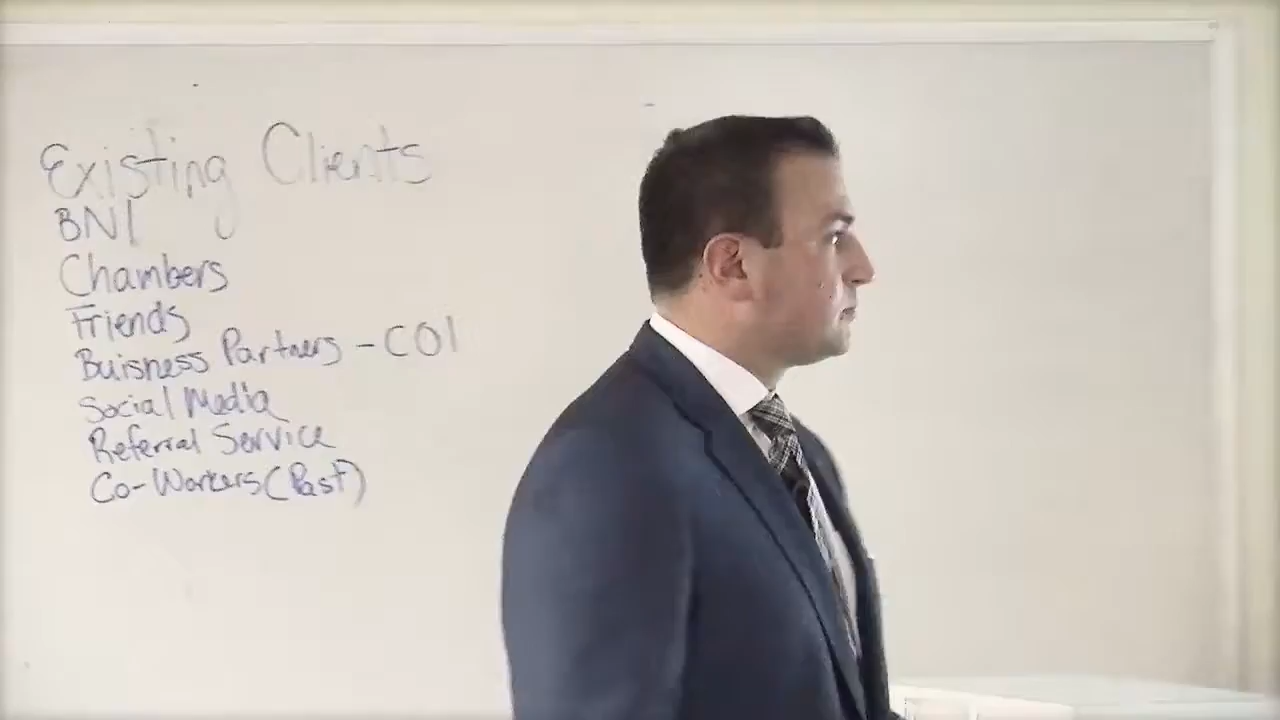 Existing Clients
BNI
Chambers
Friends
Buisness Partners - COI
Social Media
Referral Service
Co-Workers (Past)